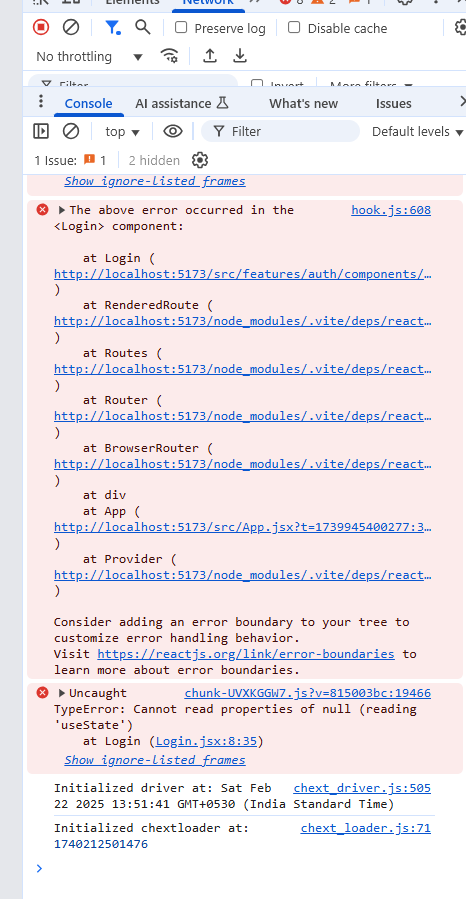 Elements Network 8 2 1
Preserve log Disable cache
No throttling
Filter Invert More filters
Console AI assistance What's new Issues
top Filter Default levels
1 Issue: 1 2 hidden
Show ignore-listed frames
The above error occurred in the hook.js:608
<Login> component:
at Login (
http://localhost:5173/src/features/auth/components/…
)
at RenderedRoute (
http://localhost:5173/node_modules/.vite/deps/react…
)
at Routes (
http://localhost:5173/node_modules/.vite/deps/react…
)
at Router (
http://localhost:5173/node_modules/.vite/deps/react…
)
at BrowserRouter (
http://localhost:5173/node_modules/.vite/deps/react…
)
at div
at App (
http://localhost:5173/src/App.jsx?t=1739945400277:3…
)
at Provider (
http://localhost:5173/node_modules/.vite/deps/react…
)
Consider adding an error boundary to your tree to
customize error handling behavior.
Visit https://reactjs.org/link/error-boundaries to
learn more about error boundaries.
Uncaught chunk-UVXKGGW7.js?v=815003bc:19466
TypeError: Cannot read properties of null (reading
'useState')
at Login (Login.jsx:8:35)
Show ignore-listed frames
Initialized driver at: Sat Feb chext_driver.js:505
22 2025 13:51:41 GMT+0530 (India Standard Time)
Initialized chextloader at: chext_loader.js:71
1740212501476